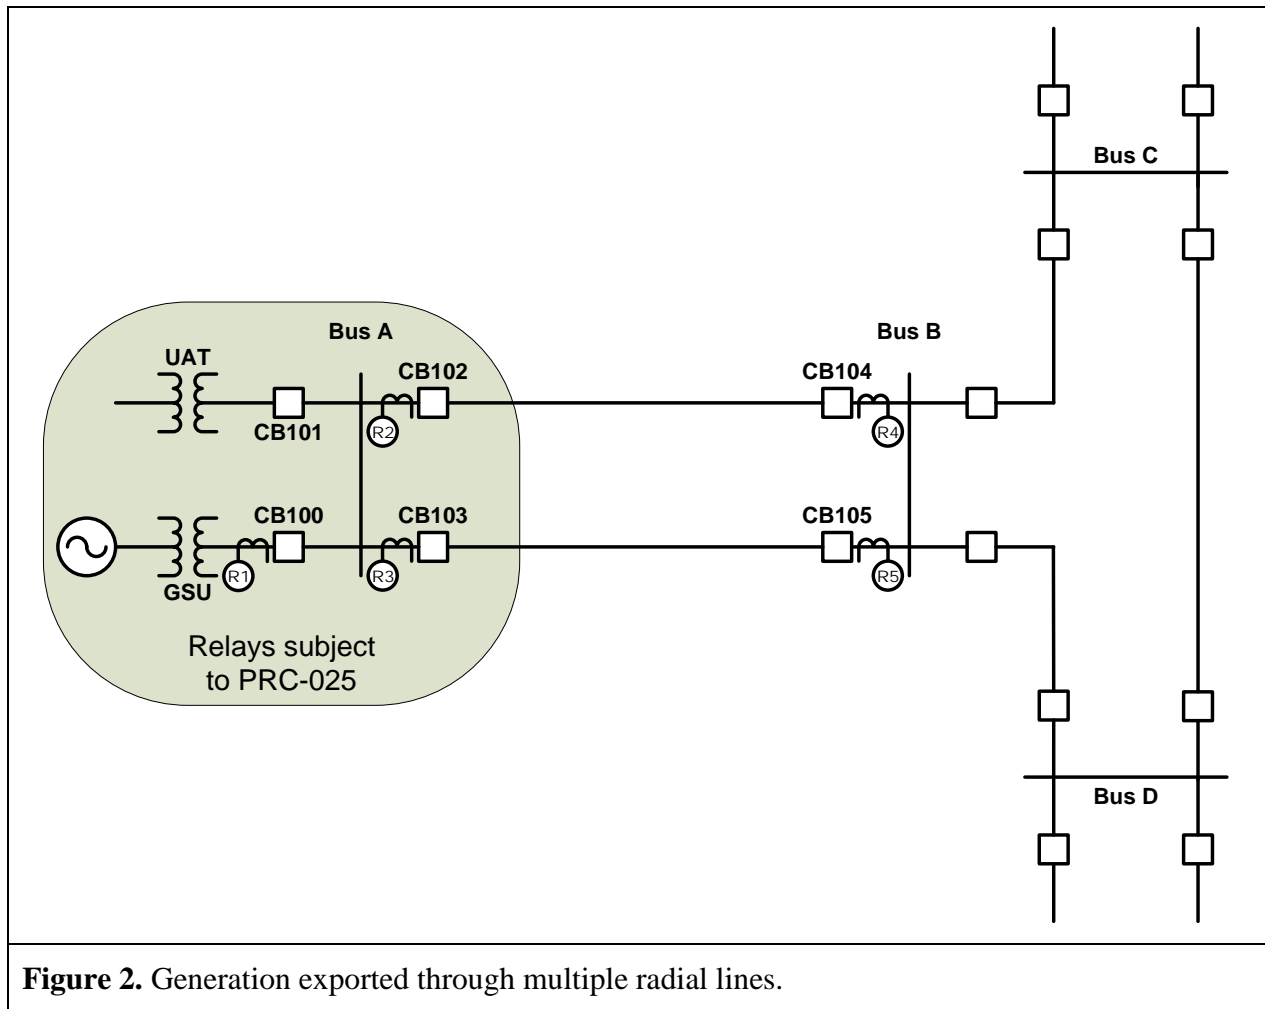 Bus C
Bus A
Bus B
UAT
CB102
CB104
CB101
R2
R4
CB100
CB103
CB105
R1
R3
R5
GSU
Relays subject
to PRC-025
Bus D
Figure 2. Generation exported through multiple radial lines.